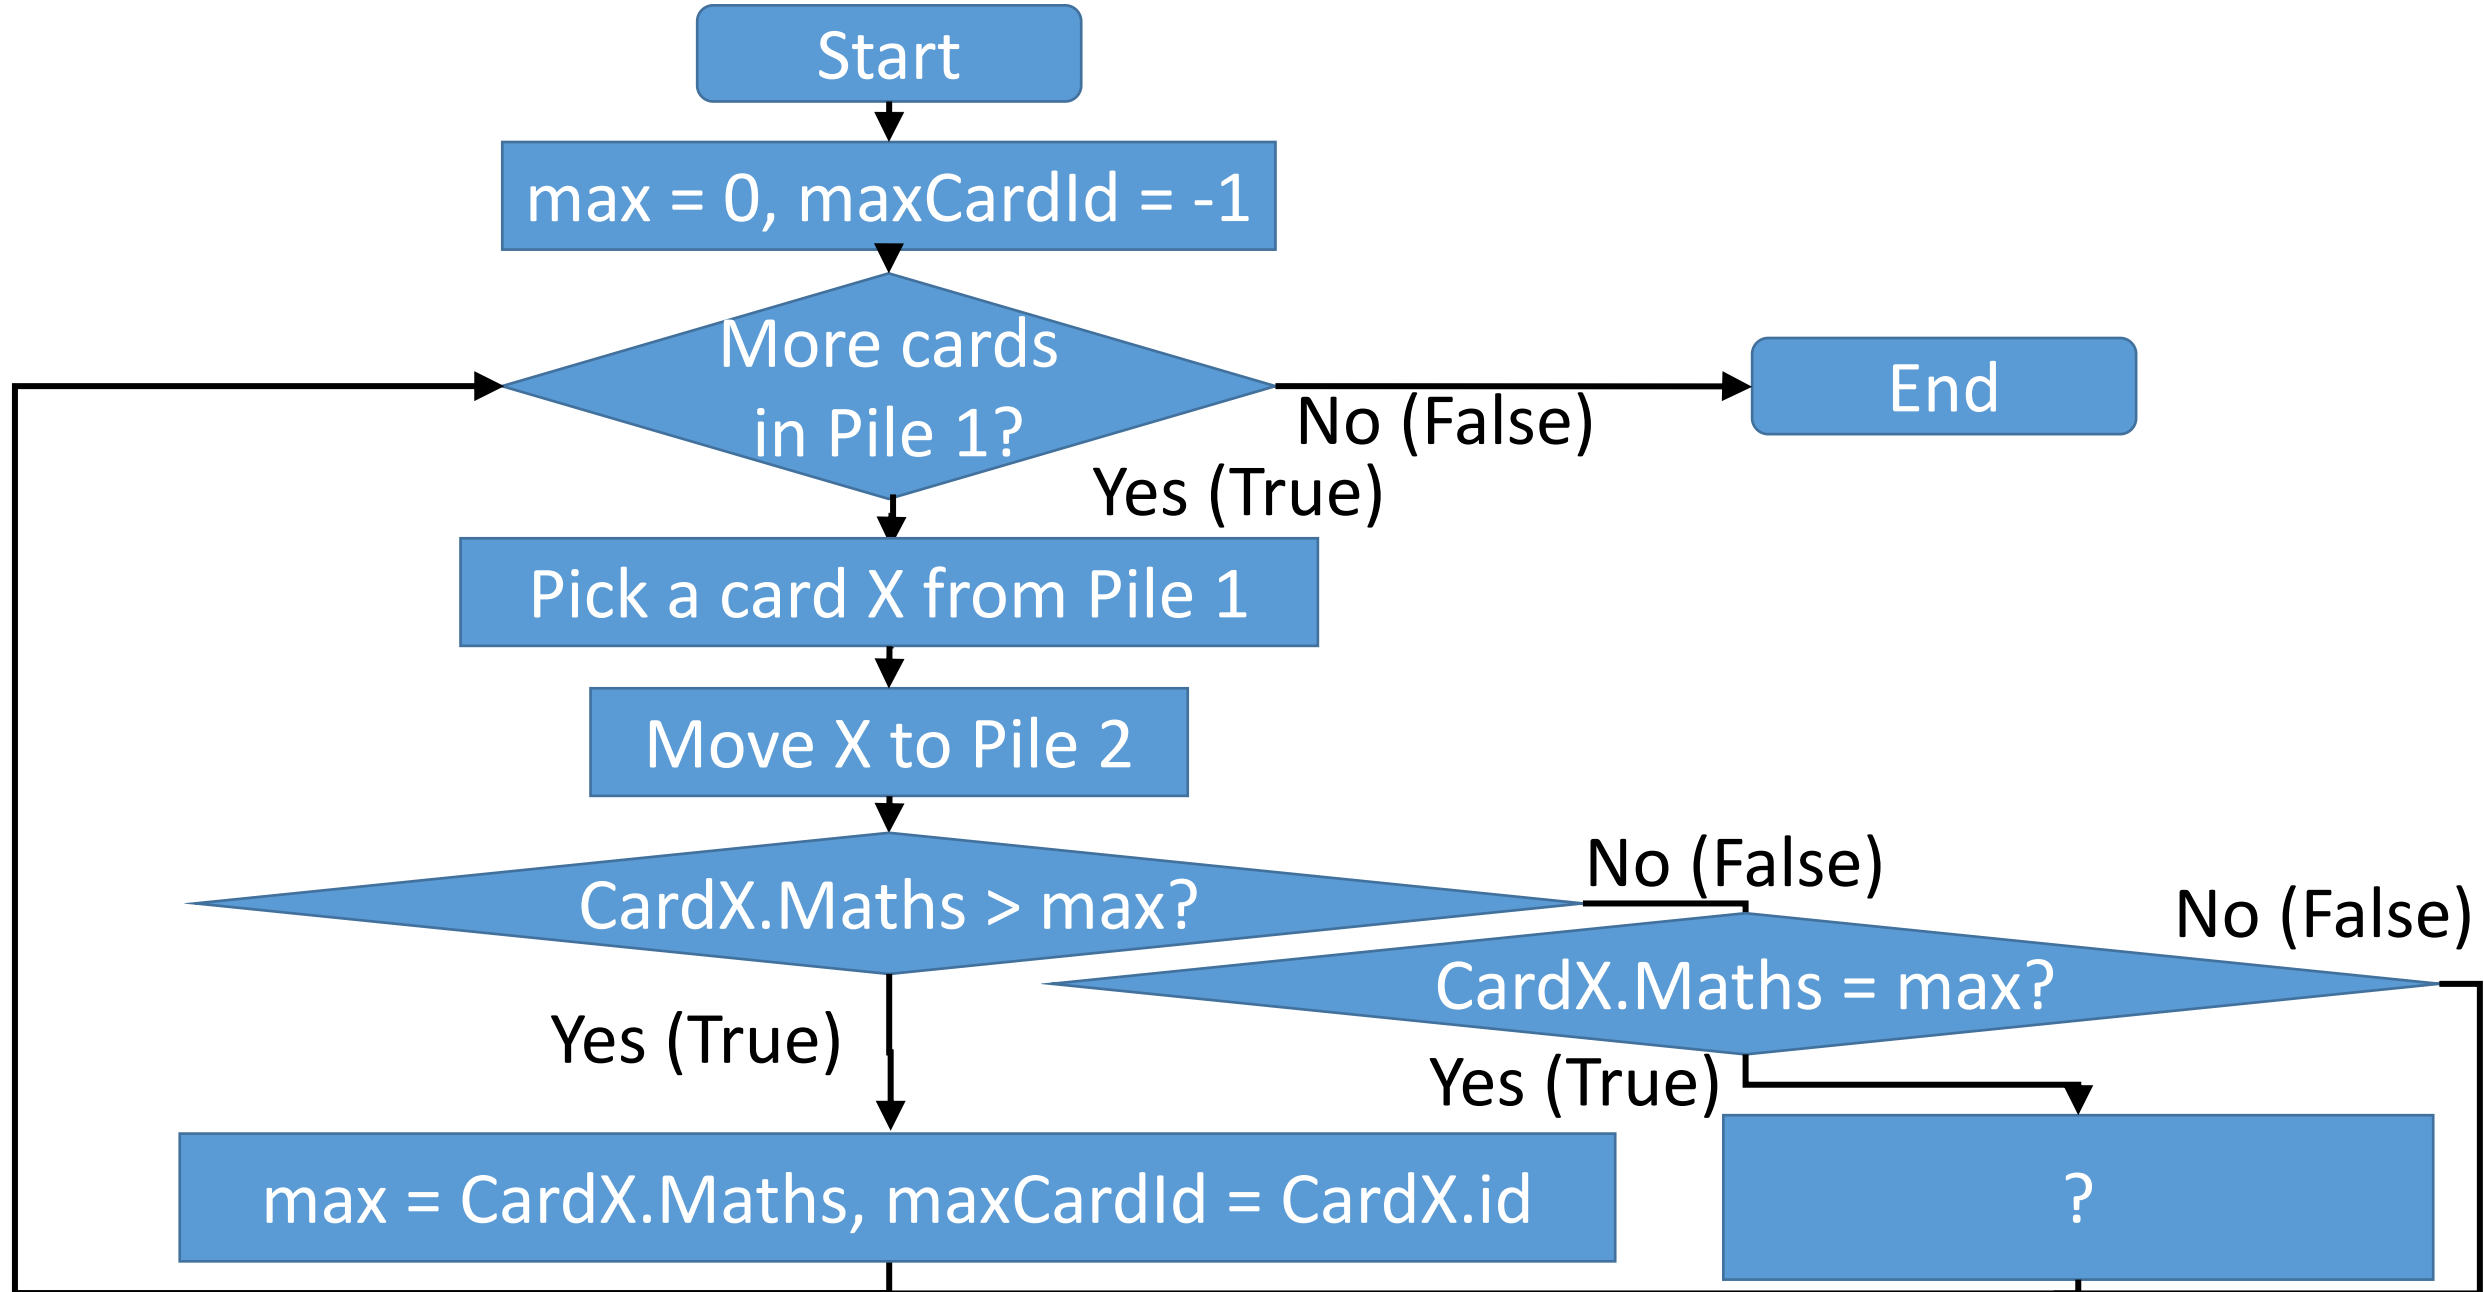 Start
max = 0, maxCardId = -1
More cards
in Pile 1?
No (False)
End
Yes (True)
Pick a card X from Pile 1
Move X to Pile 2
CardX.Maths > max?
No (False)
No (False)
CardX.Maths = max?
Yes (True)
Yes (True)
max = CardX.Maths, maxCardId = CardX.id
?